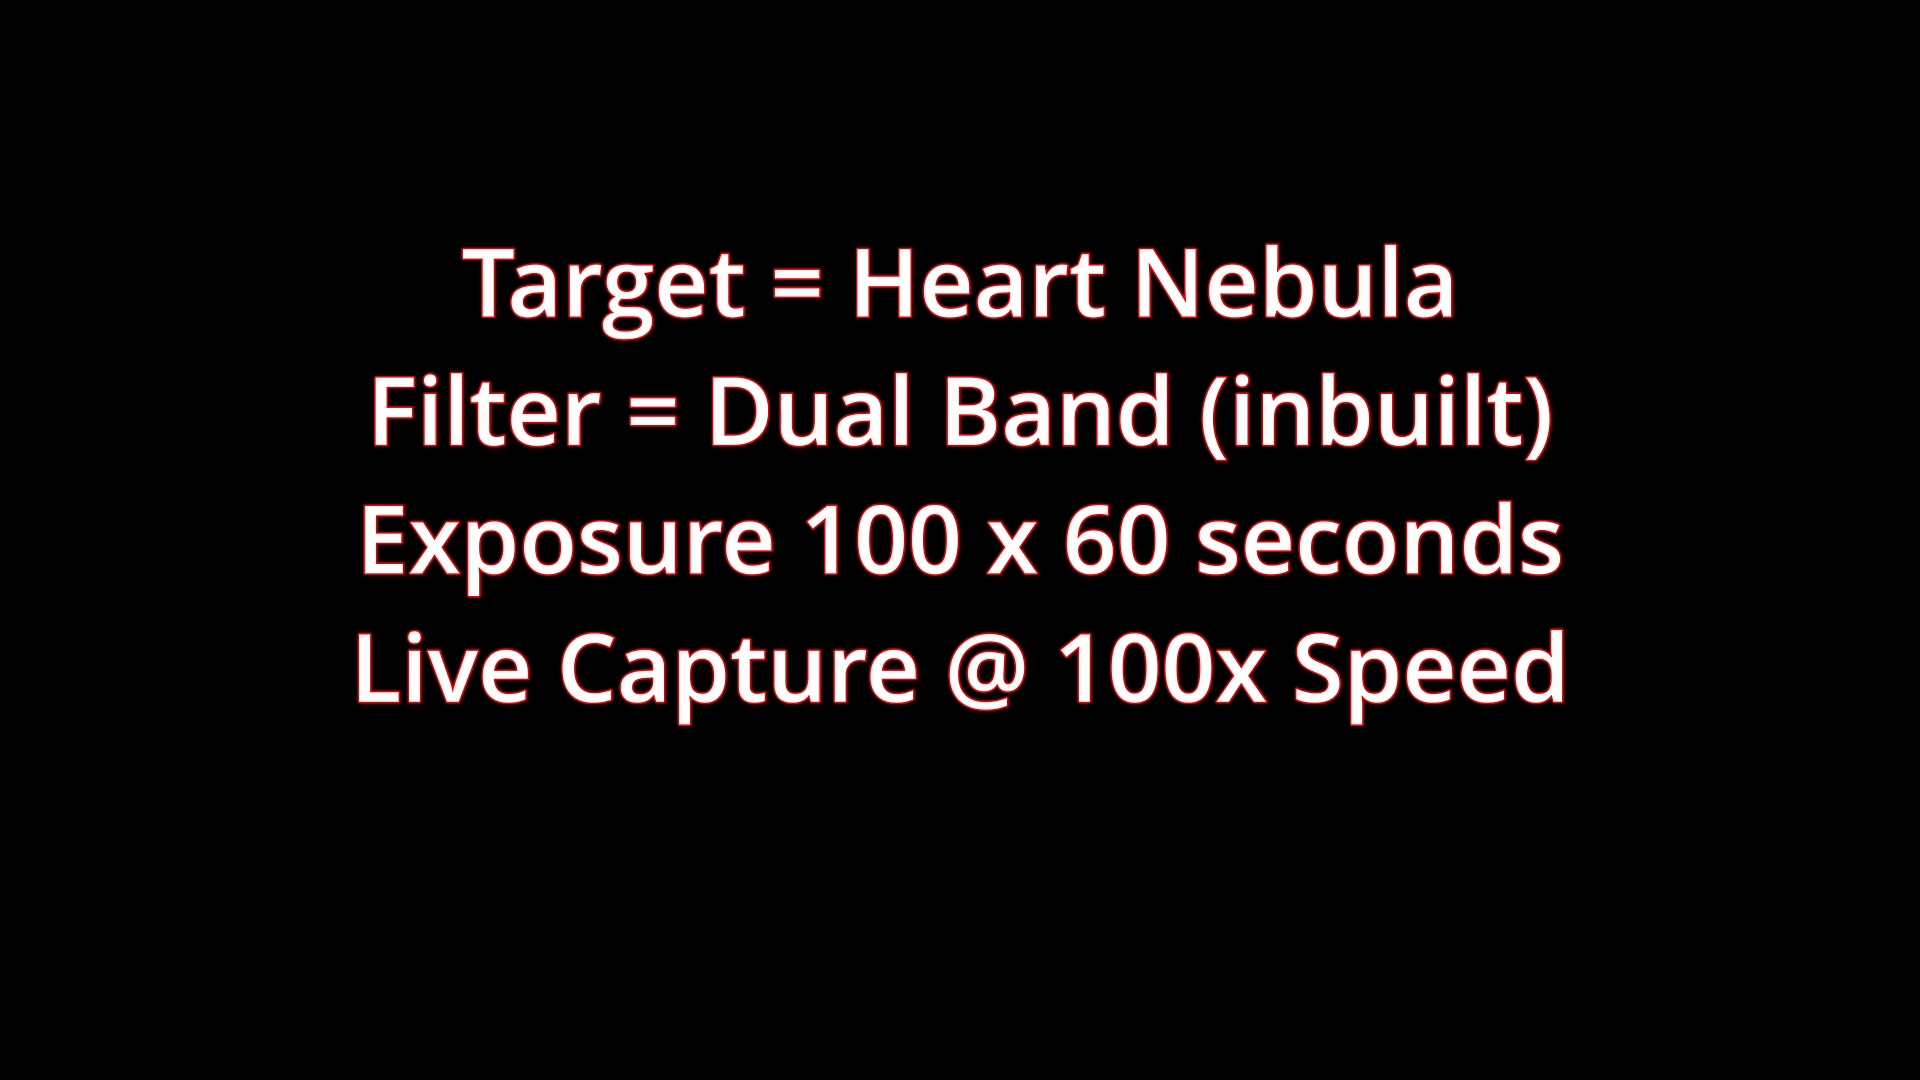 Target = Heart Nebula
Filter = Dual Band (inbuilt)
Exposure 100 x 60 seconds
Live Capture @ 100x Speed